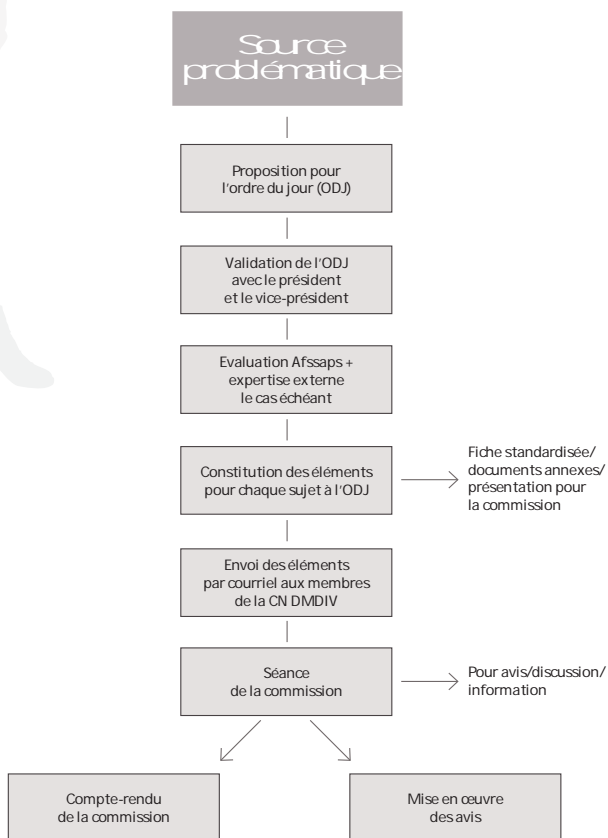 Source
problématique
Proposition pour
l'ordre du jour (ODJ)
Validation de l'ODJ
avec le président
et le vice-président
Evaluation Afssaps +
expertise externe
le cas échéant
Constitution des éléments
pour chaque sujet à l'ODJ
Fiche standardisée/
documents annexes/
présentation pour
la commission
Envoi des éléments
par courriel aux membres
de la CN DMDIV
Séance
de la commission
Pour avis/discussion/
information
Compte-rendu
de la commission
Mise en œuvre
des avis